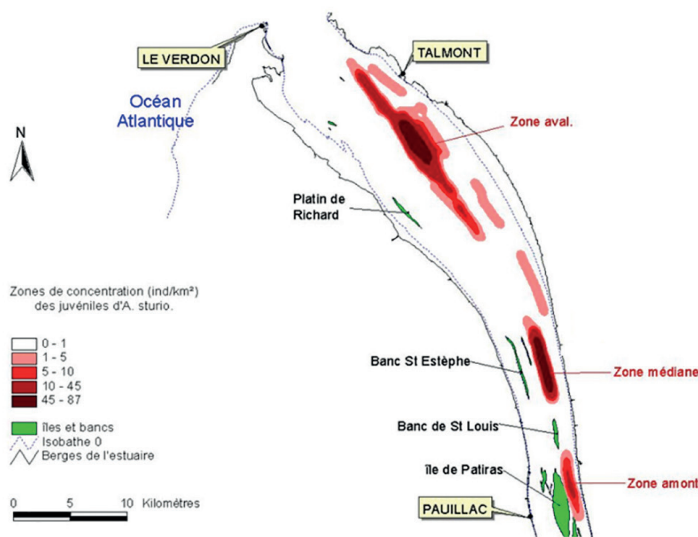 LE VERDON
TALMONT
Océan
Atlantique
N
Zone aval.
Platin de
Richard
Zones de concentration (ind/km²)
des juvéniles d'A. sturio.
0 - 1
1 - 5
5 - 10
10 - 45
45 - 87
îles et bancs
Isobathe 0
Berges de l'estuaire
Banc St Estèphe
Zone médiane
Banc de St Louis
île de Patiras
Zone amont
PAUILLAC
0 5 10 Kilomètres